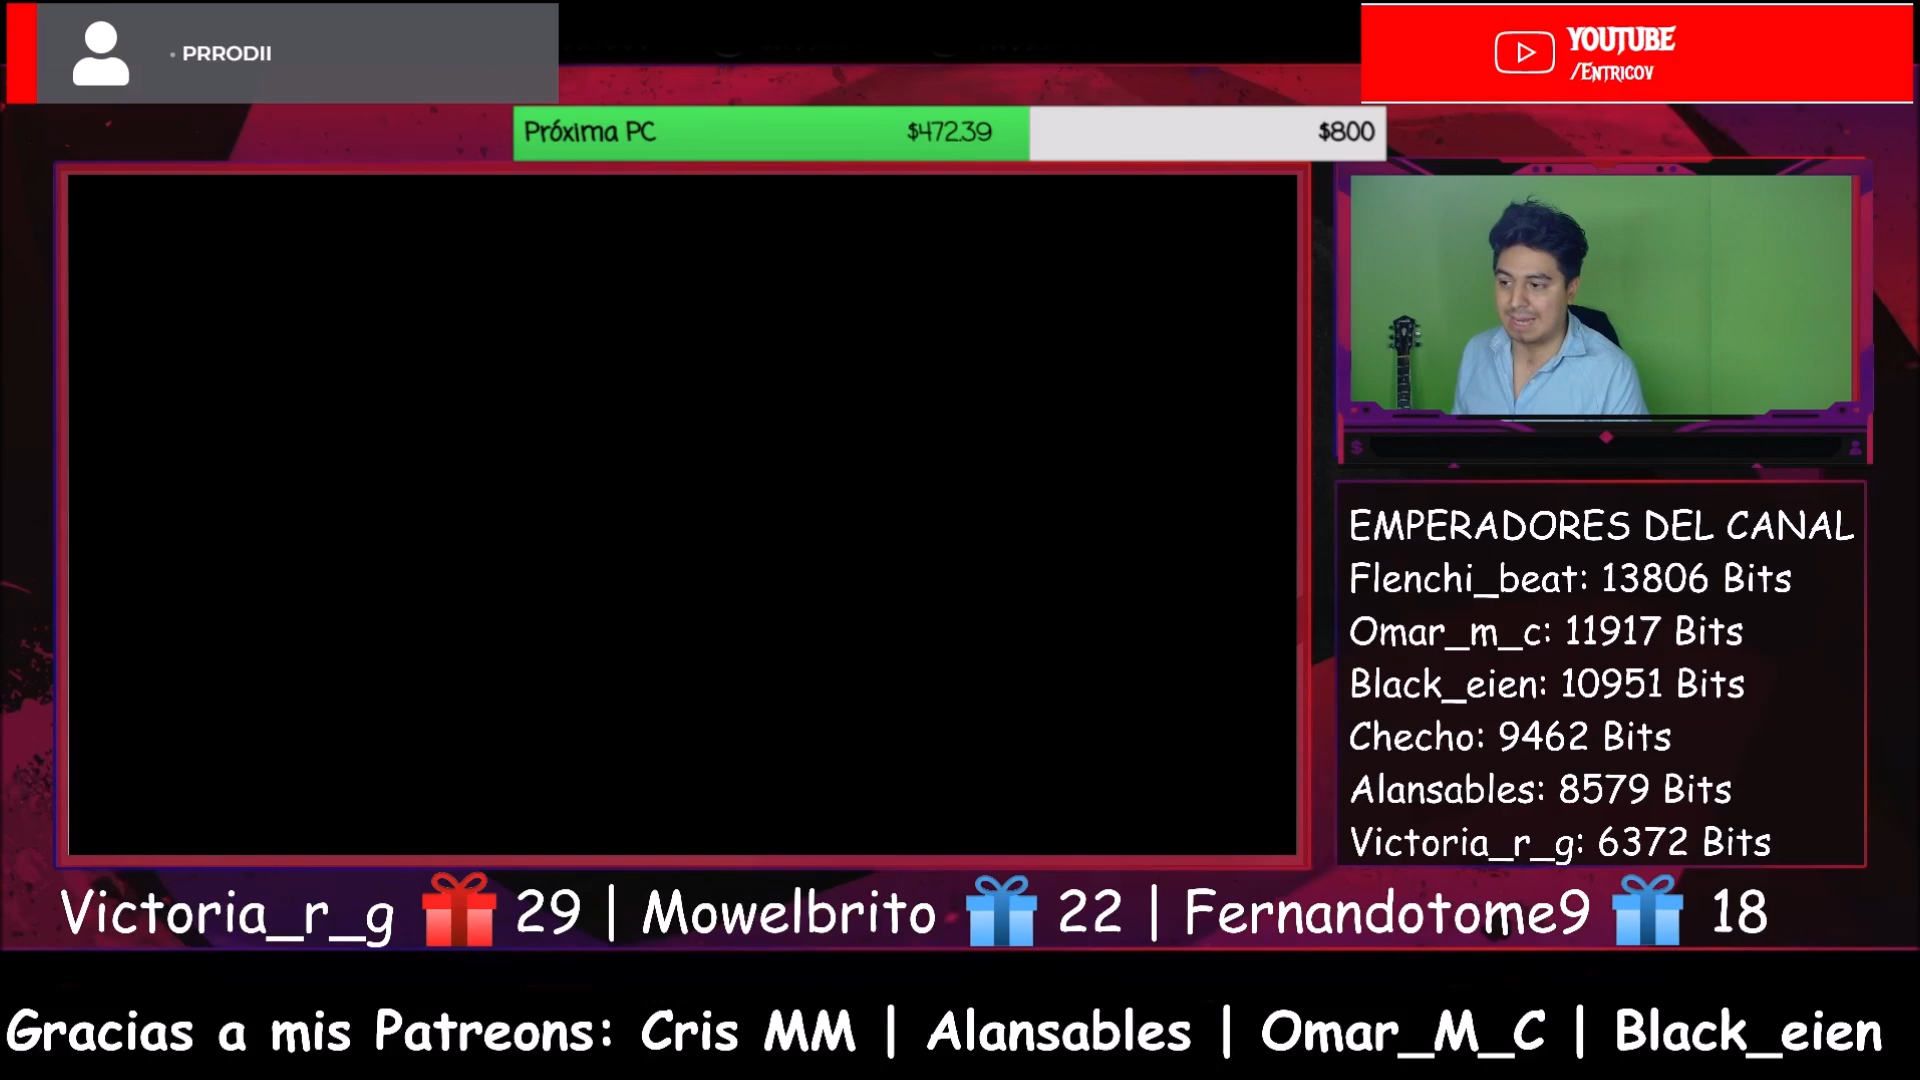 PRRODII
YOUTUBE
/ENTRICOV
Próxima PC $472.39 $800
EMPERADORES DEL CANAL
Flenchi_beat: 13806 Bits
Omar_m_c: 11917 Bits
Black_eien: 10951 Bits
Checho: 9462 Bits
Alansables: 8579 Bits
Victoria_r_g: 6372 Bits
Victoria_r_g 29 | Mowelbrito 22 | Fernandotome9 18
Gracias a mis Patreons: Cris MM | Alansables | Omar_M_C | Black_eien